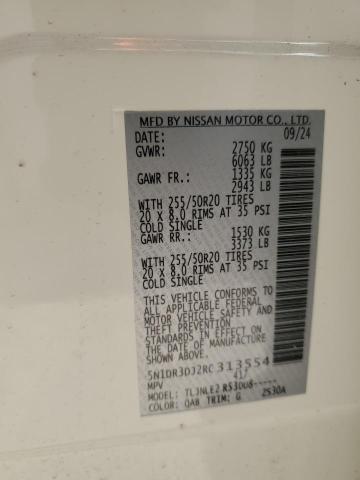 MFD BY NISSAN MOTOR CO., LTD.
DATE: 09/24
GVWR: 2750 KG
6063 LB
GAWR FR.: 1335 KG
2943 LB
WITH 255/50R20 TIRES
20 X 8.0 RIMS AT 35 PSI
COLD SINGLE
GAWR RR.: 1530 KG
3373 LB
WITH 255/50R20 TIRES
20 X 8.0 RIMS AT 35 PSI
COLD SINGLE
THIS VEHICLE CONFORMS TO
ALL APPLICABLE FEDERAL
MOTOR VEHICLE SAFETY AND
THEFT PREVENTION STANDARDS
IN EFFECT ON THE
DATE OF MANUFACTURE
SHOWN ABOVE.
5N1DR3DJ2RC313554
MPV 417
MODEL:
COLOR: QAB TRIM: G 2530A